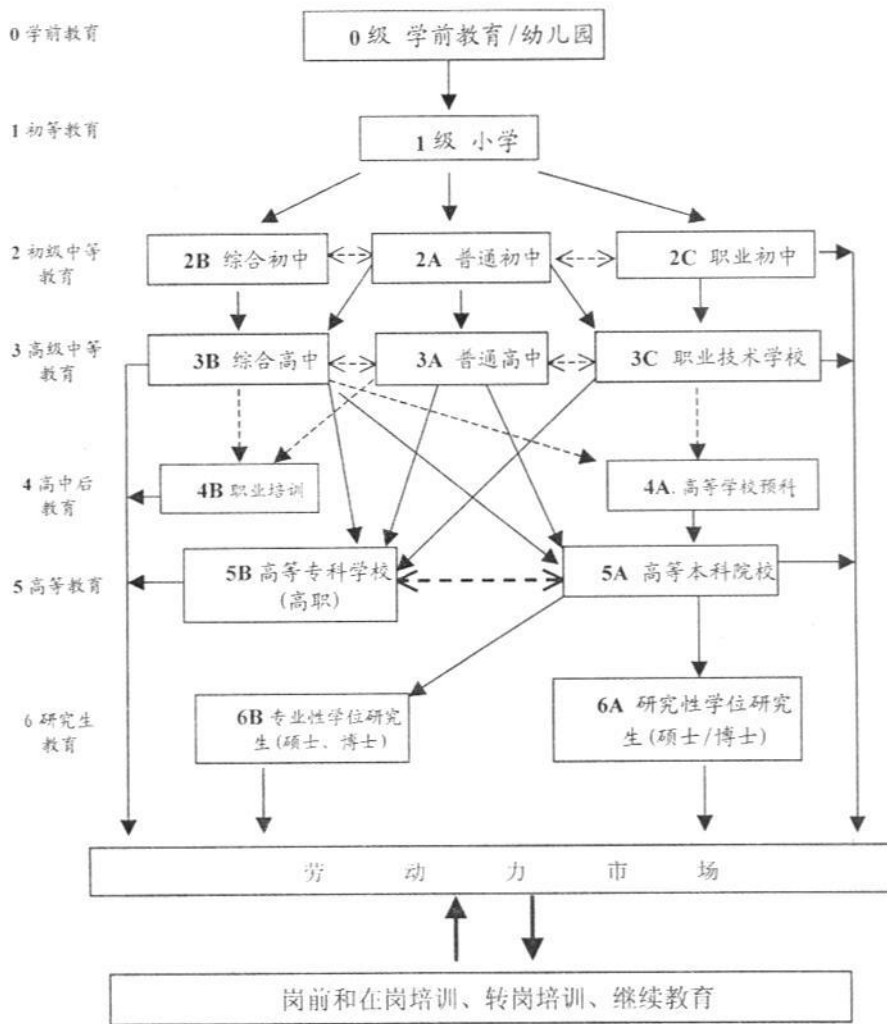 0 学前教育
0 级 学前教育/幼儿园
1 初等教育
1 级 小学
2 初级中等
教育
2B 综合初中
2A 普通初中
2C 职业初中
3 高级中等
教育
3B 综合高中
3A 普通高中
3C 职业技术学校
4 高中后
教育
4B 职业培训
4A. 高等学校预科
5 高等教育
5B 高等专科学校
(高职)
5A 高等本科院校
6 研究生
教育
6B 专业性学位研究
生(硕士、博士)
6A 研究性学位研究
生(硕士/博士)
劳 动 力 市 场
岗前和在岗培训、转岗培训、继续教育